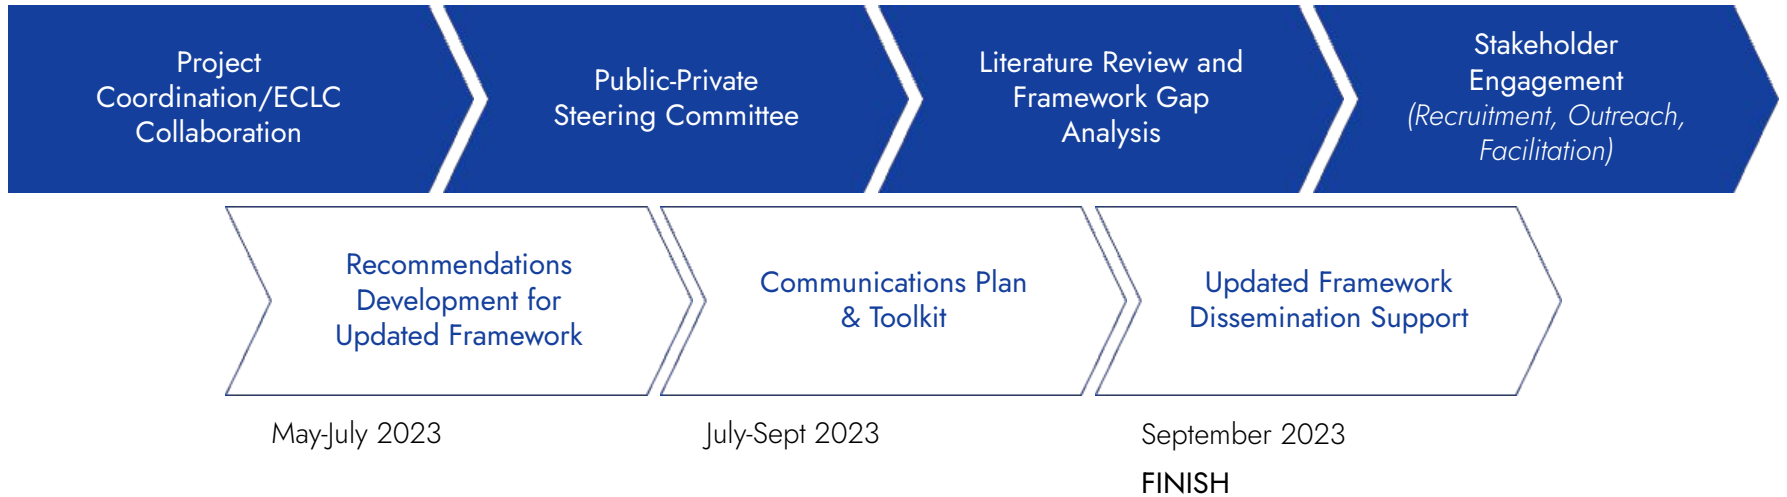 Project
Coordination/ECLC
Collaboration
Public-Private
Steering Committee
Literature Review and
Framework Gap
Analysis
Stakeholder
Engagement
(Recruitment, Outreach,
Facilitation)
Recommendations
Development for
Updated Framework
Communications Plan
& Toolkit
Updated Framework
Dissemination Support
May-July 2023
July-Sept 2023
September 2023
FINISH